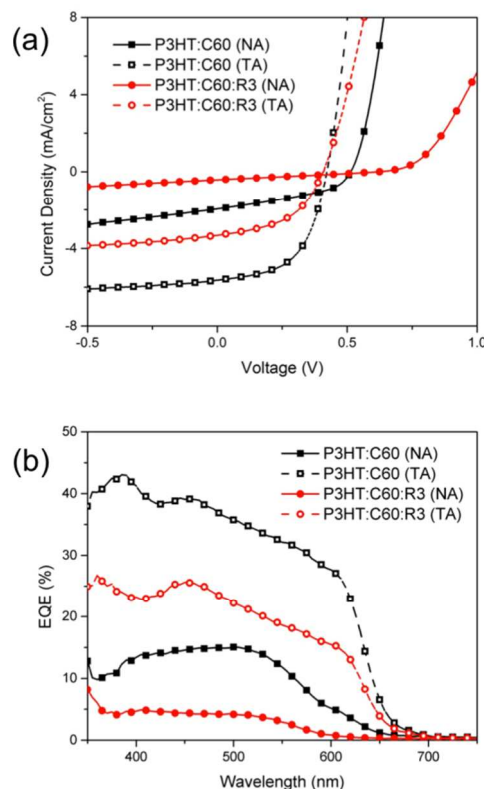 (a)
P3HT:C60 (NA)
P3HT:C60 (TA)
P3HT:C60:R3 (NA)
P3HT:C60:R3 (TA)
Current Density (mA/cm²)
8
4
0
-4
-8
-0.5
0.0
0.5
1.0
Voltage (V)
(b)
P3HT:C60 (NA)
P3HT:C60 (TA)
P3HT:C60:R3 (NA)
P3HT:C60:R3 (TA)
EQE (%)
50
40
30
20
10
0
400
500
600
700
Wavelength (nm)